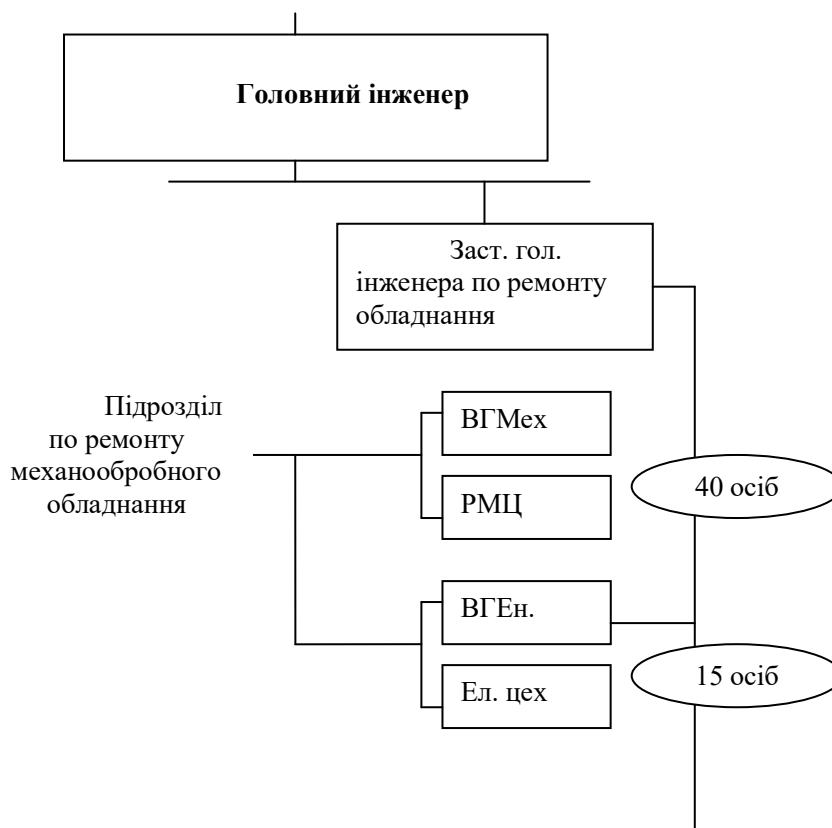 Головний інженер
Заст. гол.
інженера по ремонту
обладнання
Підрозділ
по ремонту
механообробного
обладнання
ВГМех
РМЦ
40 осіб
ВГЕн.
Ел. цех
15 осіб